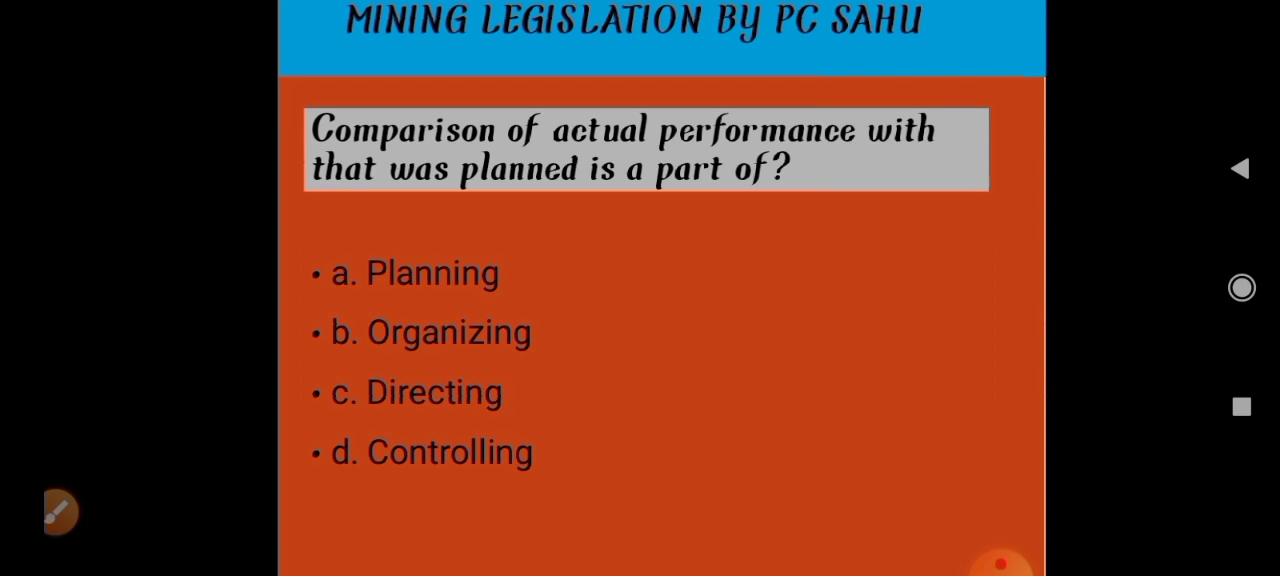 MINING LEGISLATION BY PC SAHU
Comparison of actual performance with
that was planned is a part of?
• a. Planning
• b. Organizing
• c. Directing
• d. Controlling